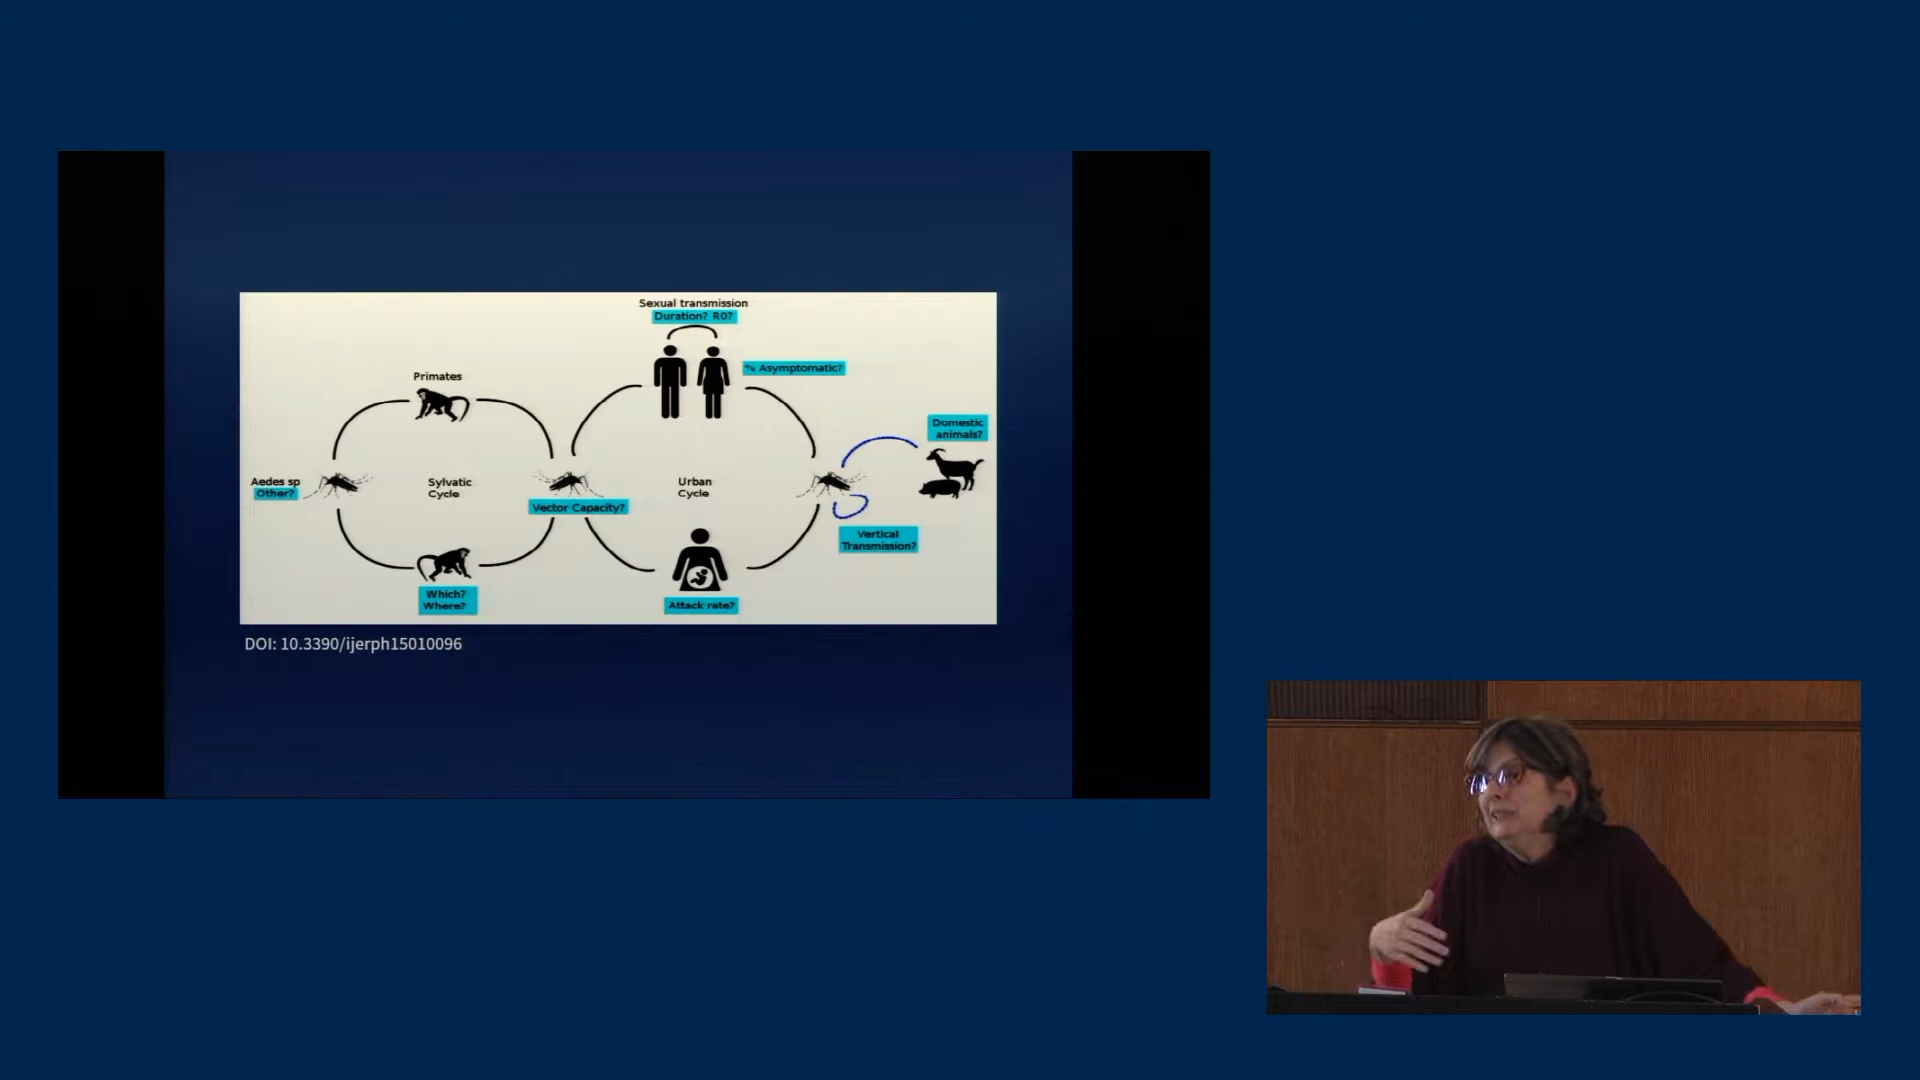 Sexual transmission
Duration? R0?
% Asymptomatic?
Primates
Domestic
animals?
Aedes sp
Other?
Sylvatic
Cycle
Urban
Cycle
Vector Capacity?
Vertical
Transmission?
Which?
Where?
Attack rate?
DOI: 10.3390/ijerph15010096